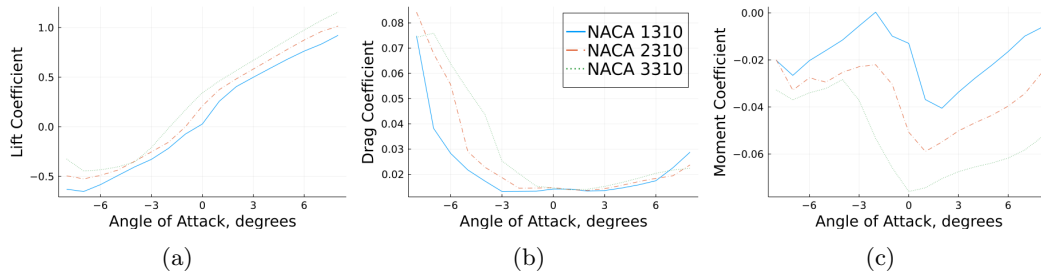 Lift Coefficient
1.0
0.5
0.0
−0.5
−6
−3
0
3
6
Angle of Attack, degrees
(a)
Drag Coefficient
0.08
0.07
0.06
0.05
0.04
0.03
0.02
−6
−3
0
3
6
Angle of Attack, degrees
NACA 1310
NACA 2310
NACA 3310
(b)
Moment Coefficient
0.00
−0.02
−0.04
−0.06
−6
−3
0
3
6
Angle of Attack, degrees
(c)